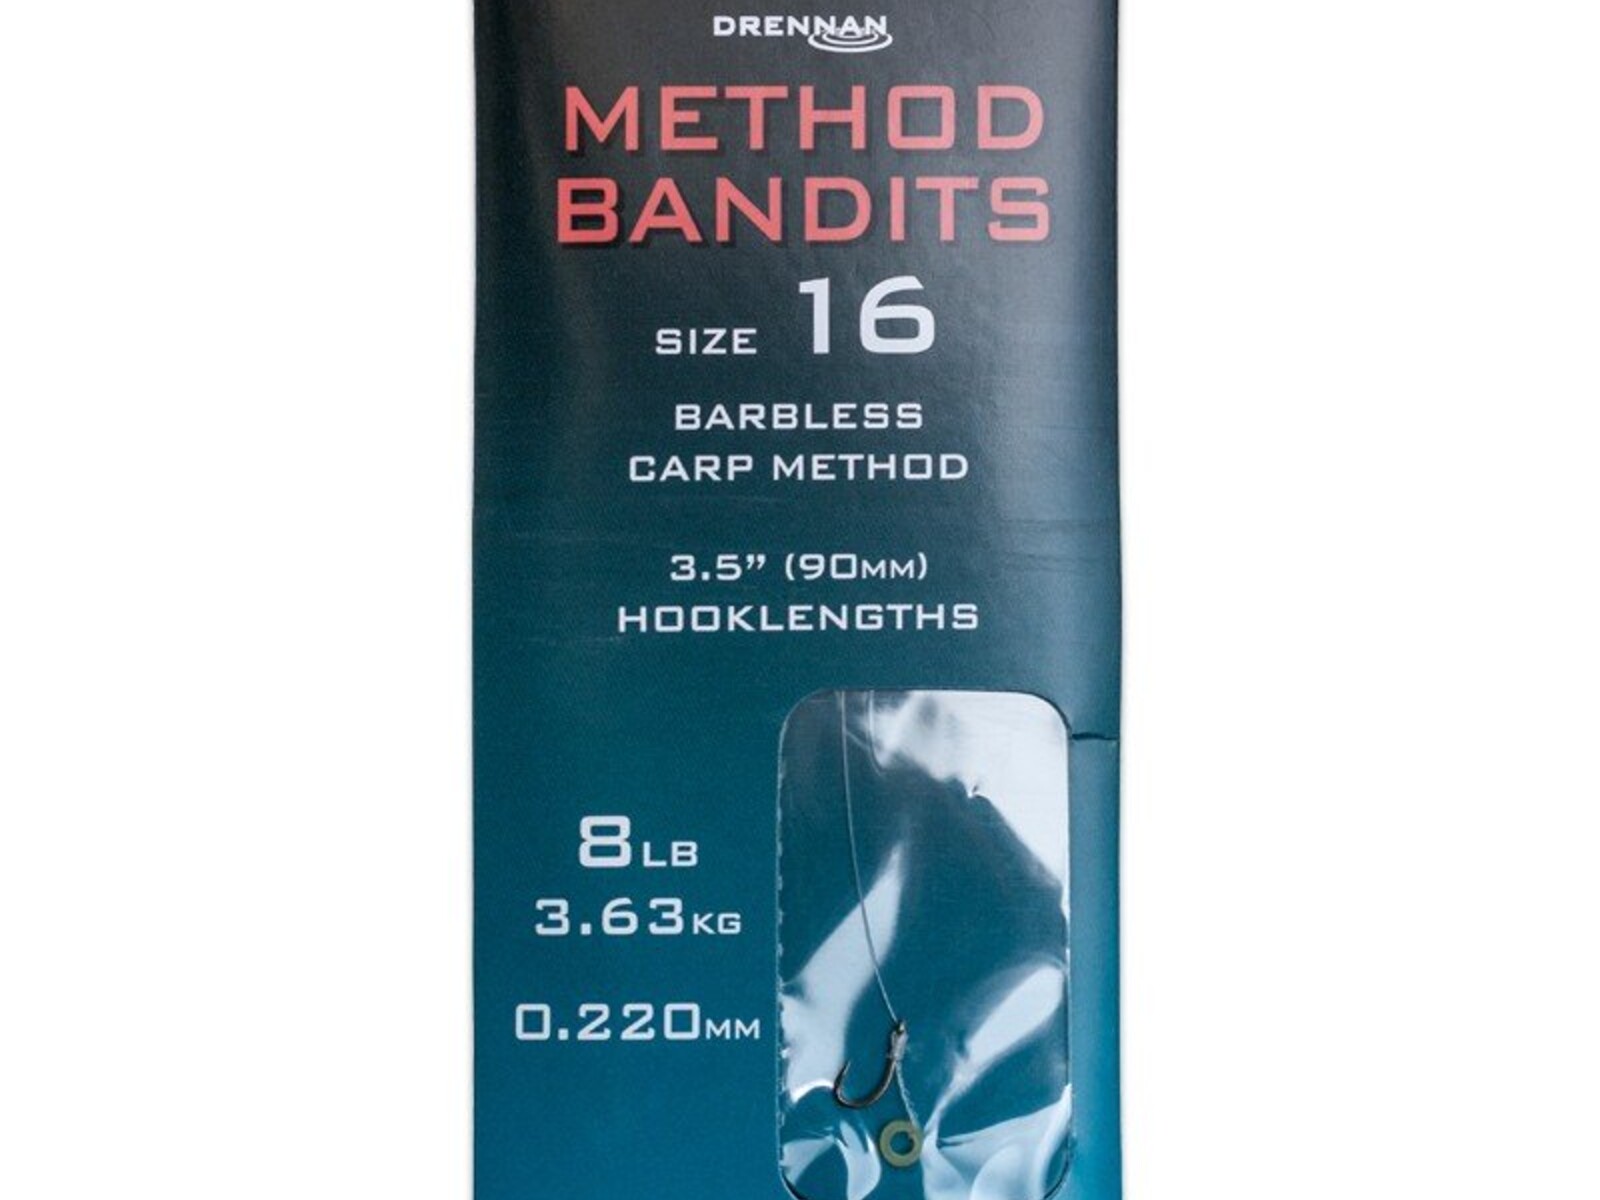 DRENNAN
METHOD
BANDITS
SIZE 16
BARBLESS
CARP METHOD
3.5” (90MM)
HOOKLENGTHS
8LB
3.63KG
0.220MM